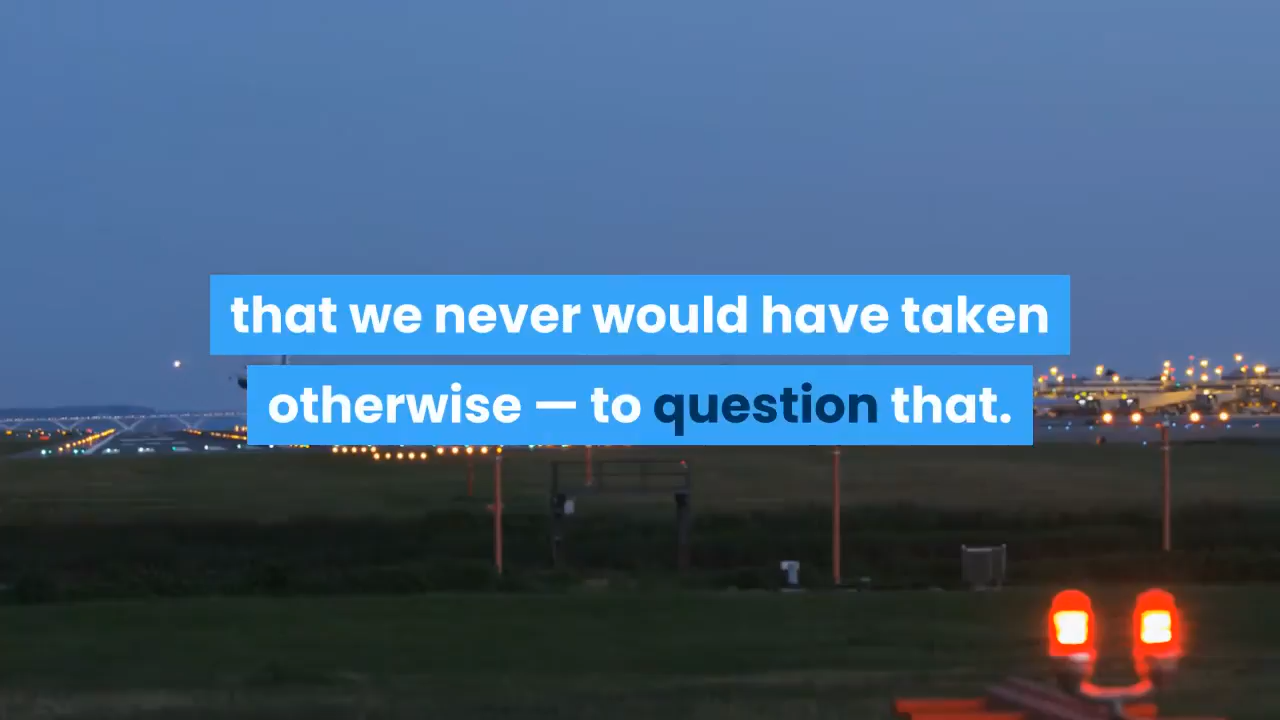 that we never would have taken
otherwise — to question that.